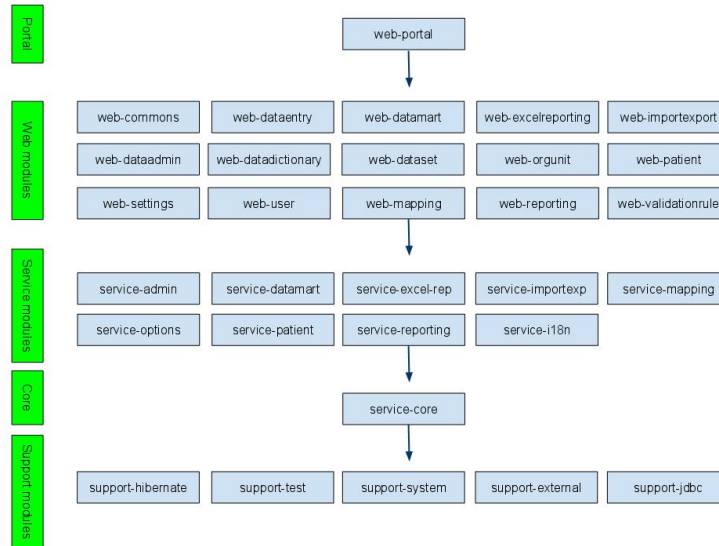 Portal
web-portal
Web modules
web-commons web-dataentry web-datamart web-excelreporting web-importexport
web-dataadmin web-datadictionary web-dataset web-orgunit web-patient
web-settings web-user web-mapping web-reporting web-validationrule
Service modules
service-admin service-datamart service-excel-rep service-importexp service-mapping
service-options service-patient service-reporting service-i18n
Core
service-core
Support modules
support-hibernate support-test support-system support-external support-jdbc